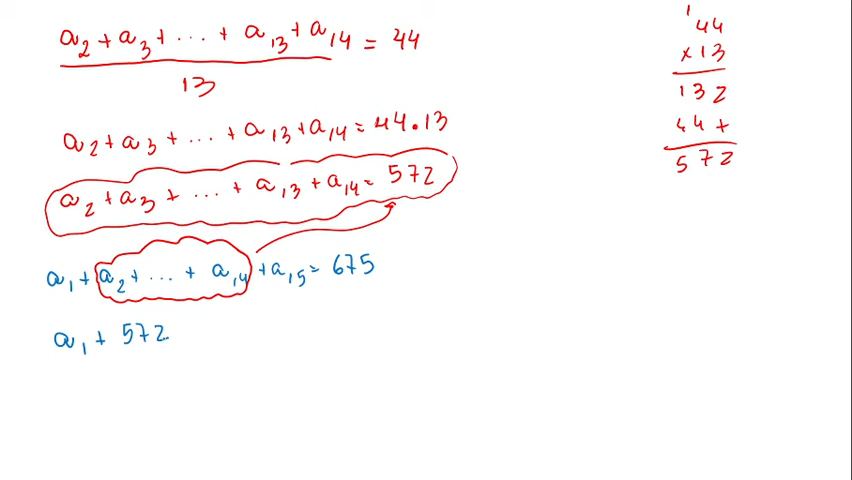 a₂ + a₃ + ... + a₁₃ + a₁₄ = 44
13
a₂ + a₃ + ... + a₁₃ + a₁₄ = 44.13
a₂ + a₃ + ... + a₁₃ + a₁₄ = 572
a₁ + a₂ + ... + a₁₄ + a₁₅ = 675
a₁ + 572
1
44
x13
132
44+
572